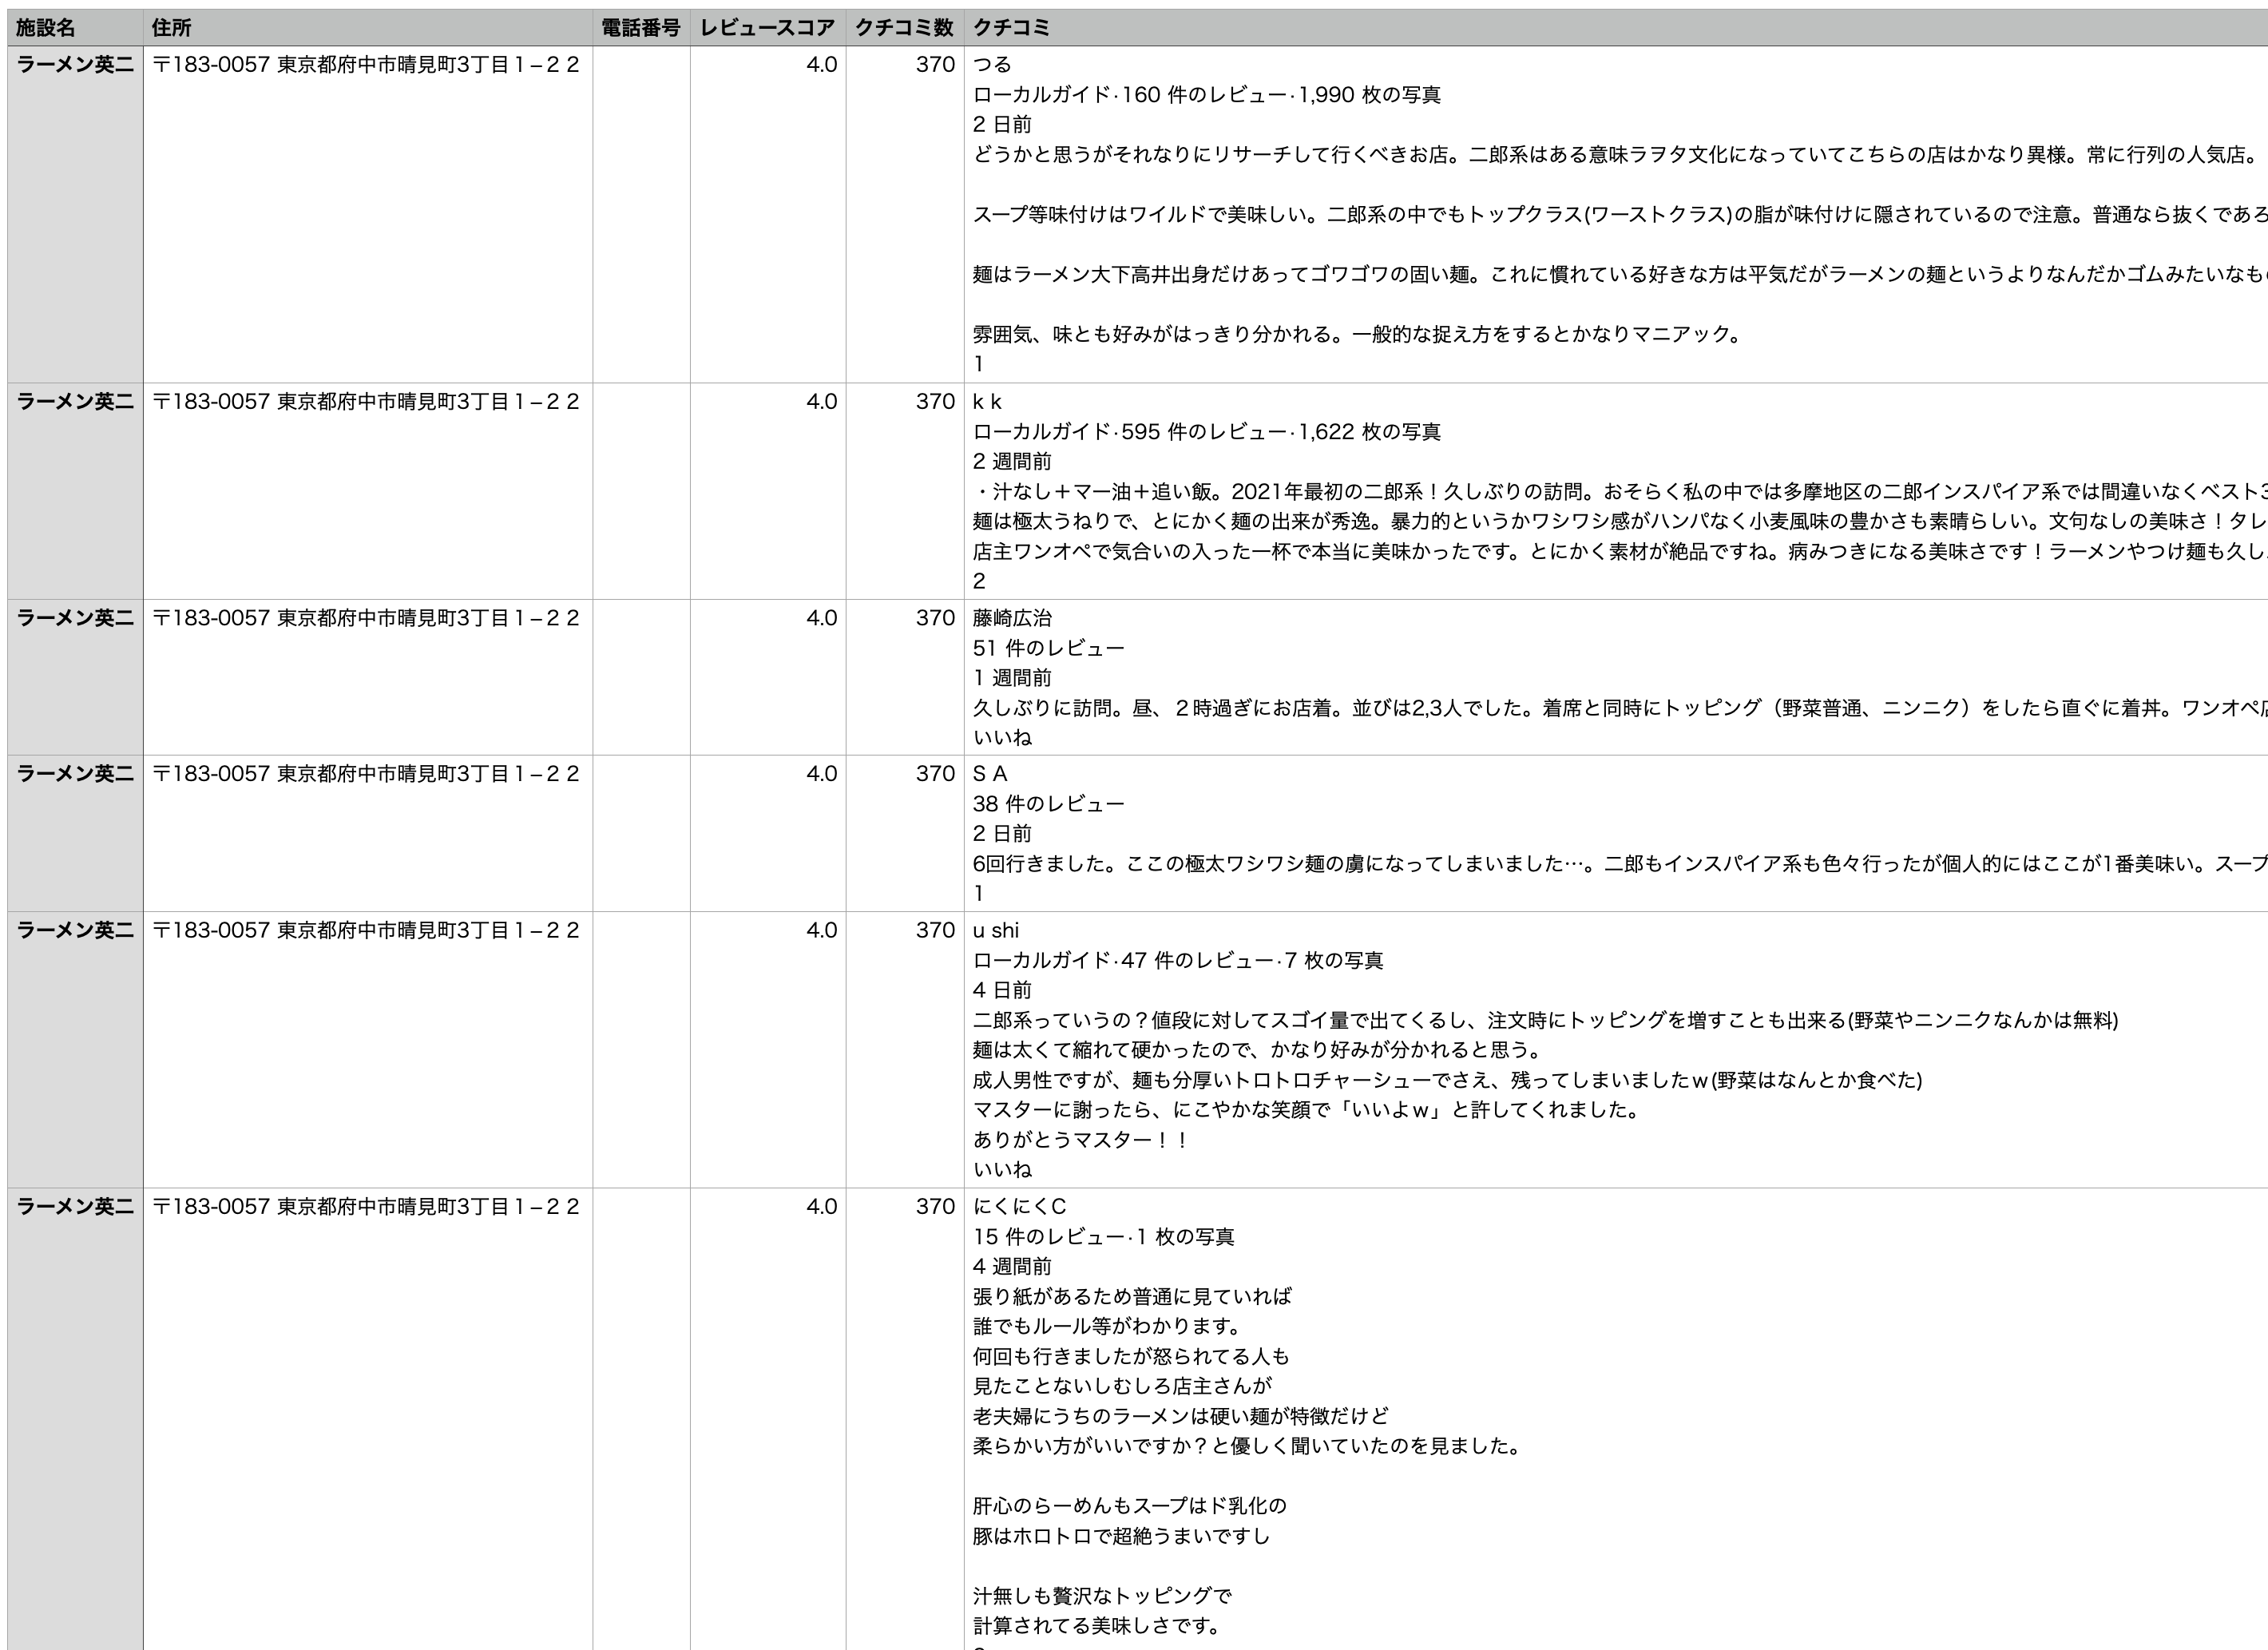 施設名 住所 電話番号 レビュースコア クチコミ数 クチコミ
ラーメン英二 〒183-0057 東京都府中市晴見町3丁目１−２２ 4.0 370 つる
ローカルガイド·160 件のレビュー·1,990 枚の写真
2 日前
どうかと思うがそれなりにリサーチして行くべきお店。二郎系はある意味ラヲタ文化になっていてこちらの店はかなり異様。常に行列の人気店。
スープ等味付けはワイルドで美味しい。二郎系の中でもトップクラス(ワーストクラス)の脂が味付けに隠されているので注意。普通なら抜くであろ
麺はラーメン大下高井出身だけあってゴワゴワの固い麺。これに慣れている好きな方は平気だがラーメンの麺というよりなんだかゴムみたいなも
雰囲気、味とも好みがはっきり分かれる。一般的な捉え方をするとかなりマニアック。
1
ラーメン英二 〒183-0057 東京都府中市晴見町3丁目１−２２ 4.0 370 k k
ローカルガイド·595 件のレビュー·1,622 枚の写真
2 週間前
・汁なし＋マー油＋追い飯。2021年最初の二郎系！久しぶりの訪問。おそらく私の中では多摩地区の二郎インスパイア系では間違いなくベスト3
麺は極太うねりで、とにかく麺の出来が秀逸。暴力的というかワシワシ感がハンパなく小麦風味の豊かさも素晴らしい。文句なしの美味さ！タレ
店主ワンオペで気合いの入った一杯で本当に美味かったです。とにかく素材が絶品ですね。病みつきになる美味さです！ラーメンやつけ麺も久し
2
ラーメン英二 〒183-0057 東京都府中市晴見町3丁目１−２２ 4.0 370 藤崎広治
51 件のレビュー
1 週間前
久しぶりに訪問。昼、２時過ぎにお店着。並びは2,3人でした。着席と同時にトッピング（野菜普通、ニンニク）をしたら直ぐに着丼。ワンオペ店
いいね
ラーメン英二 〒183-0057 東京都府中市晴見町3丁目１−２２ 4.0 370 S A
38 件のレビュー
2 日前
6回行きました。ここの極太ワシワシ麺の虜になってしまいました…。二郎もインスパイア系も色々行ったが個人的にはここが1番美味い。スープ
1
ラーメン英二 〒183-0057 東京都府中市晴見町3丁目１−２２ 4.0 370 u shi
ローカルガイド·47 件のレビュー·7 枚の写真
4 日前
二郎系っていうの？値段に対してスゴイ量で出てくるし、注文時にトッピングを増すことも出来る(野菜やニンニクなんかは無料)
麺は太くて縮れて硬かったので、かなり好みが分かれると思う。
成人男性ですが、麺も分厚いトロトロチャーシューでさえ、残ってしまいましたｗ(野菜はなんとか食べた)
マスターに謝ったら、にこやかな笑顔で「いいよｗ」と許してくれました。
ありがとうマスター！！
いいね
ラーメン英二 〒183-0057 東京都府中市晴見町3丁目１−２２ 4.0 370 にくにくC
15 件のレビュー·1 枚の写真
4 週間前
張り紙があるため普通に見ていれば
誰でもルール等がわかります。
何回も行きましたが怒られてる人も
見たことないしむしろ店主さんが
老夫婦にうちのラーメンは硬い麺が特徴だけど
柔らかい方がいいですか？と優しく聞いていたのを見ました。
肝心のらーめんもスープはド乳化の
豚はホロトロで超絶うまいですし
汁無しも贅沢なトッピングで
計算されてる美味しさです。